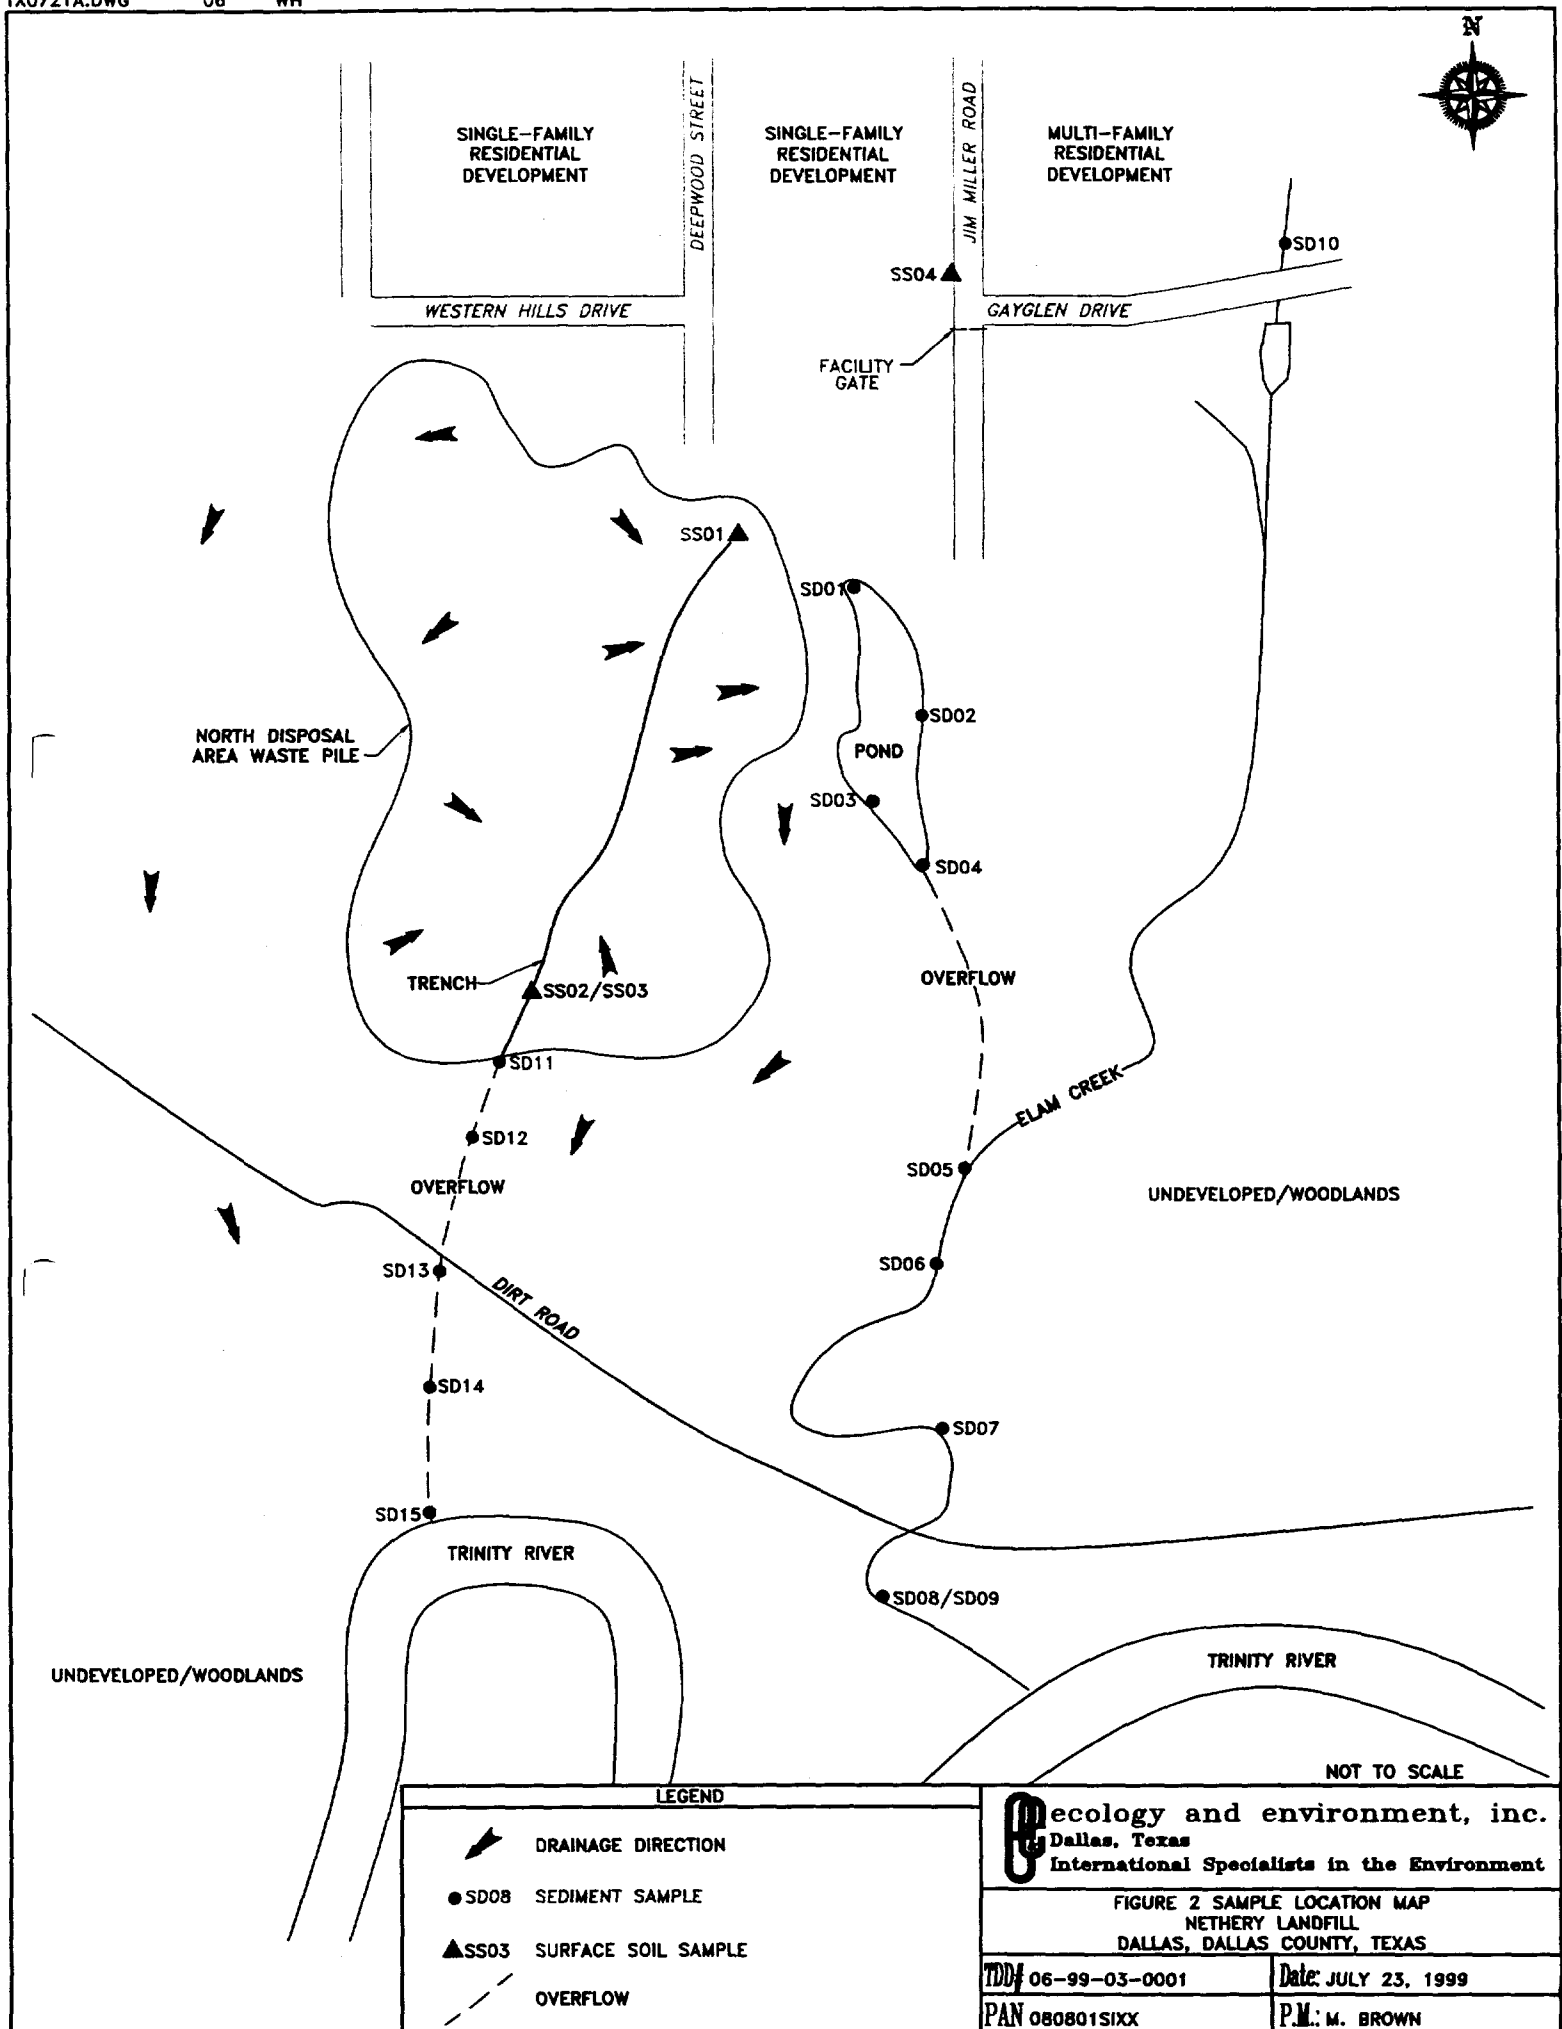 TX0721A.DWG 06 WH
N
SINGLE-FAMILY
RESIDENTIAL
DEVELOPMENT
DEEPWOOD STREET
SINGLE-FAMILY
RESIDENTIAL
DEVELOPMENT
JIM MILLER ROAD
MULTI-FAMILY
RESIDENTIAL
DEVELOPMENT
SD10
SS04
WESTERN HILLS DRIVE
GAYGLEN DRIVE
FACILITY
GATE
SS01
SD01
SD02
NORTH DISPOSAL
AREA WASTE PILE
POND
SD03
SD04
TRENCH
SS02/SS03
OVERFLOW
SD11
ELAM CREEK
SD12
SD05
OVERFLOW
UNDEVELOPED/WOODLANDS
SD13
SD06
DIRT ROAD
SD14
SD07
SD15
TRINITY RIVER
SD08/SD09
UNDEVELOPED/WOODLANDS
TRINITY RIVER
NOT TO SCALE
LEGEND
DRAINAGE DIRECTION
SD08 SEDIMENT SAMPLE
SS03 SURFACE SOIL SAMPLE
OVERFLOW
ecology and environment, inc.
Dallas, Texas
International Specialists in the Environment
FIGURE 2 SAMPLE LOCATION MAP
NETHERY LANDFILL
DALLAS, DALLAS COUNTY, TEXAS
TDD# 06-99-03-0001
Date: JULY 23, 1999
PAN 080801SIXX
P.M.: M. BROWN